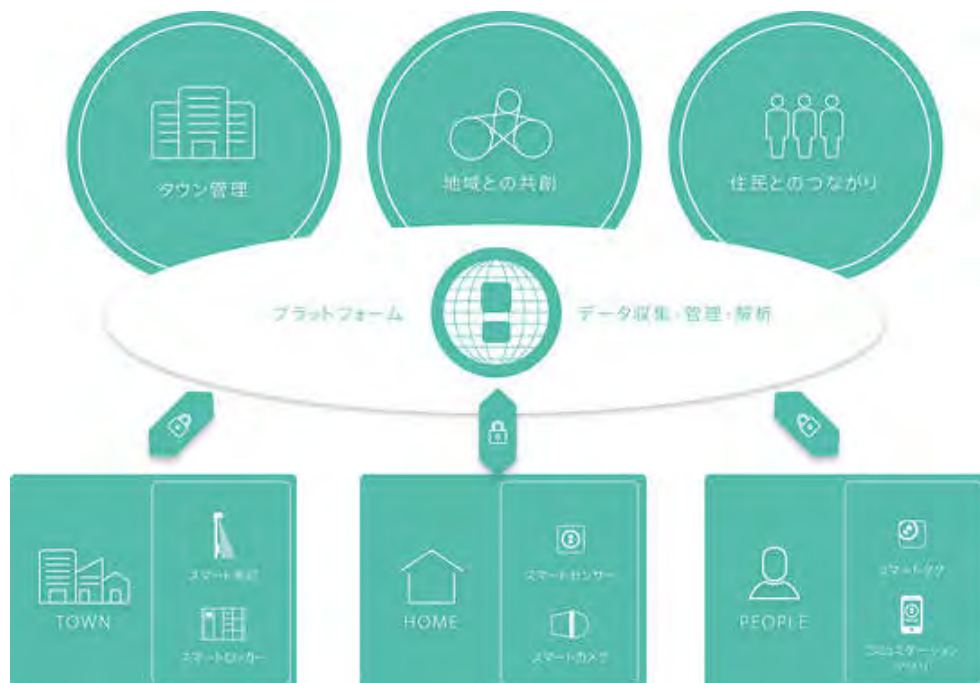 タウン管理
地域との共創
住民とのつながり
プラットフォーム
データ収集・管理・解析
TOWN
スマート
スマートロッカー
HOME
スマートセンサー
スマートカメラ
PEOPLE
スマートタグ
コミュニケーション